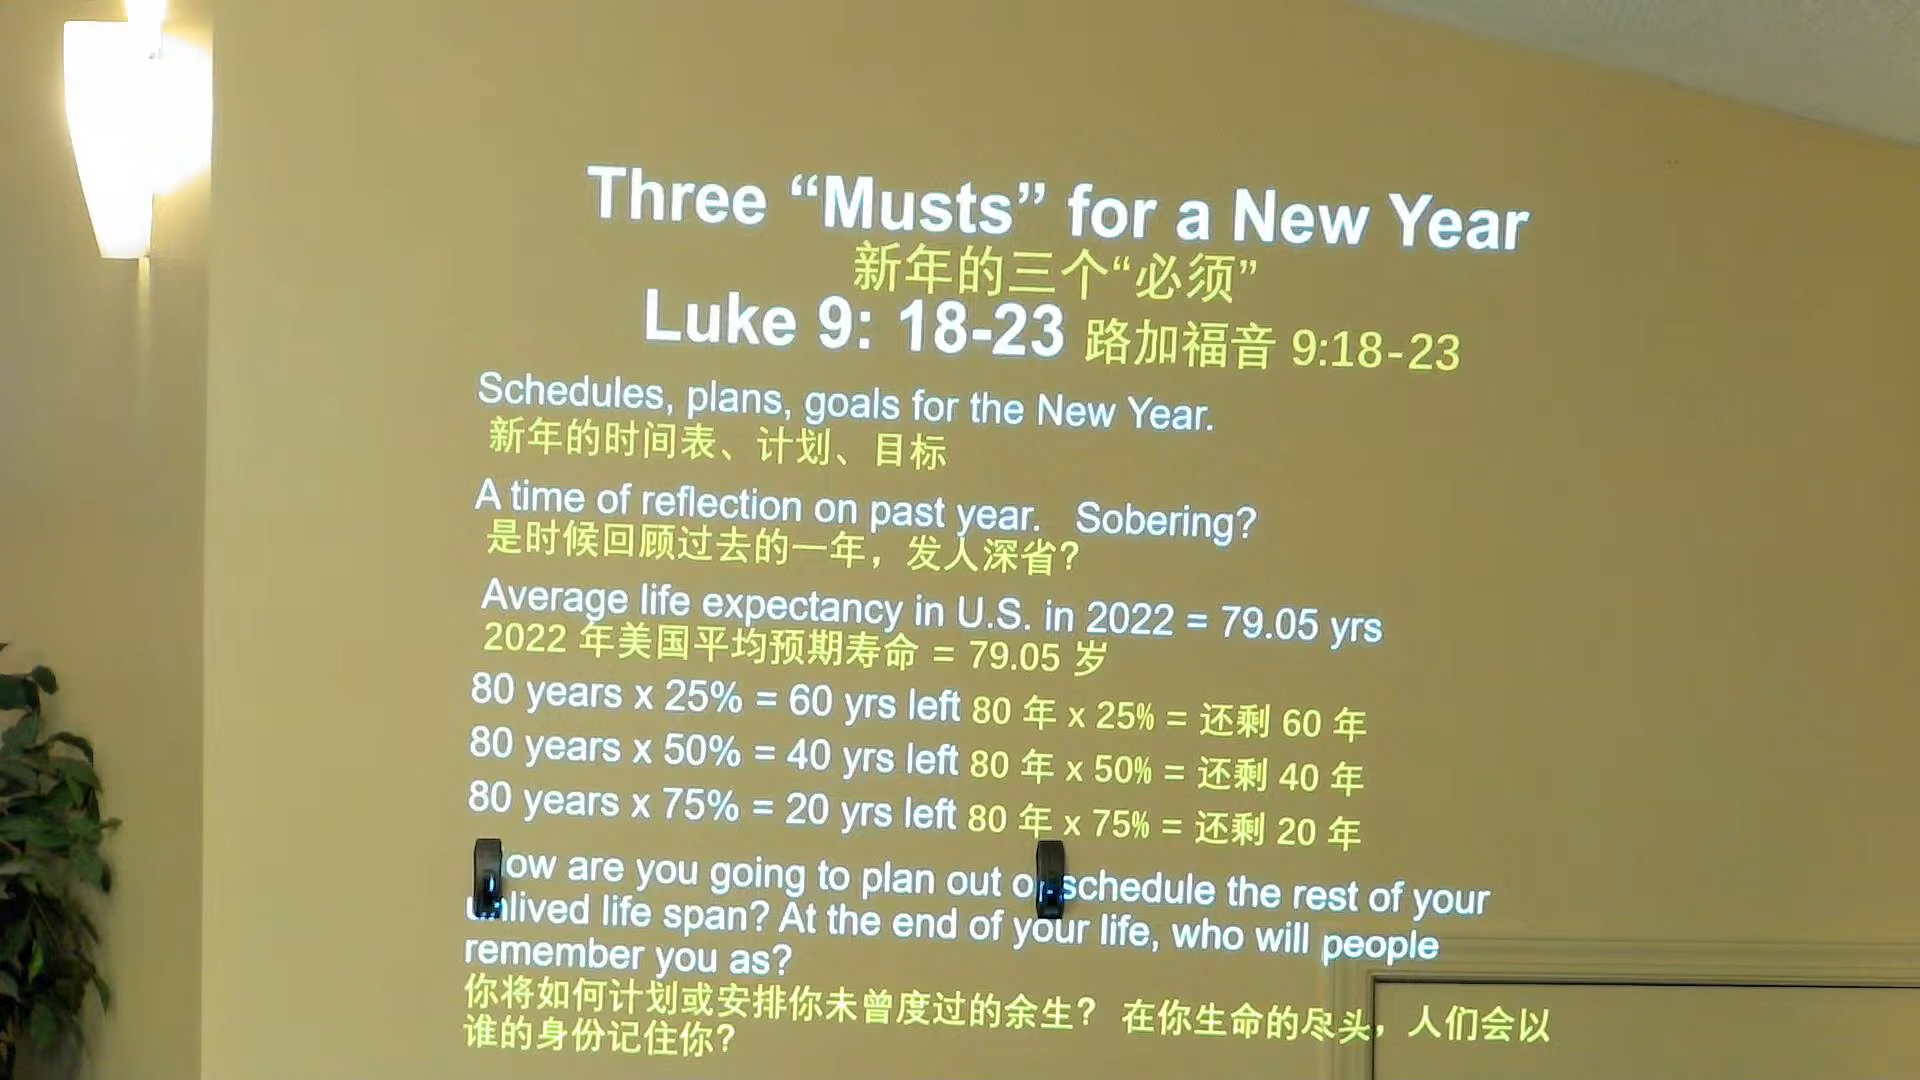 Three “Musts” for a New Year
新年的三个“必须”
Luke 9: 18-23 路加福音 9:18-23
Schedules, plans, goals for the New Year.
新年的时间表、计划、目标
A time of reflection on past year. Sobering?
是时候回顾过去的一年，发人深省？
Average life expectancy in U.S. in 2022 = 79.05 yrs
2022 年美国平均预期寿命 = 79.05 岁
80 years x 25% = 60 yrs left 80 年 x 25% = 还剩 60 年
80 years x 50% = 40 yrs left 80 年 x 50% = 还剩 40 年
80 years x 75% = 20 yrs left 80 年 x 75% = 还剩 20 年
How are you going to plan out or schedule the rest of your
unlived life span? At the end of your life, who will people
remember you as?
你将如何计划或安排你未曾度过的余生？ 在你生命的尽头，人们会以
谁的身份记住你？